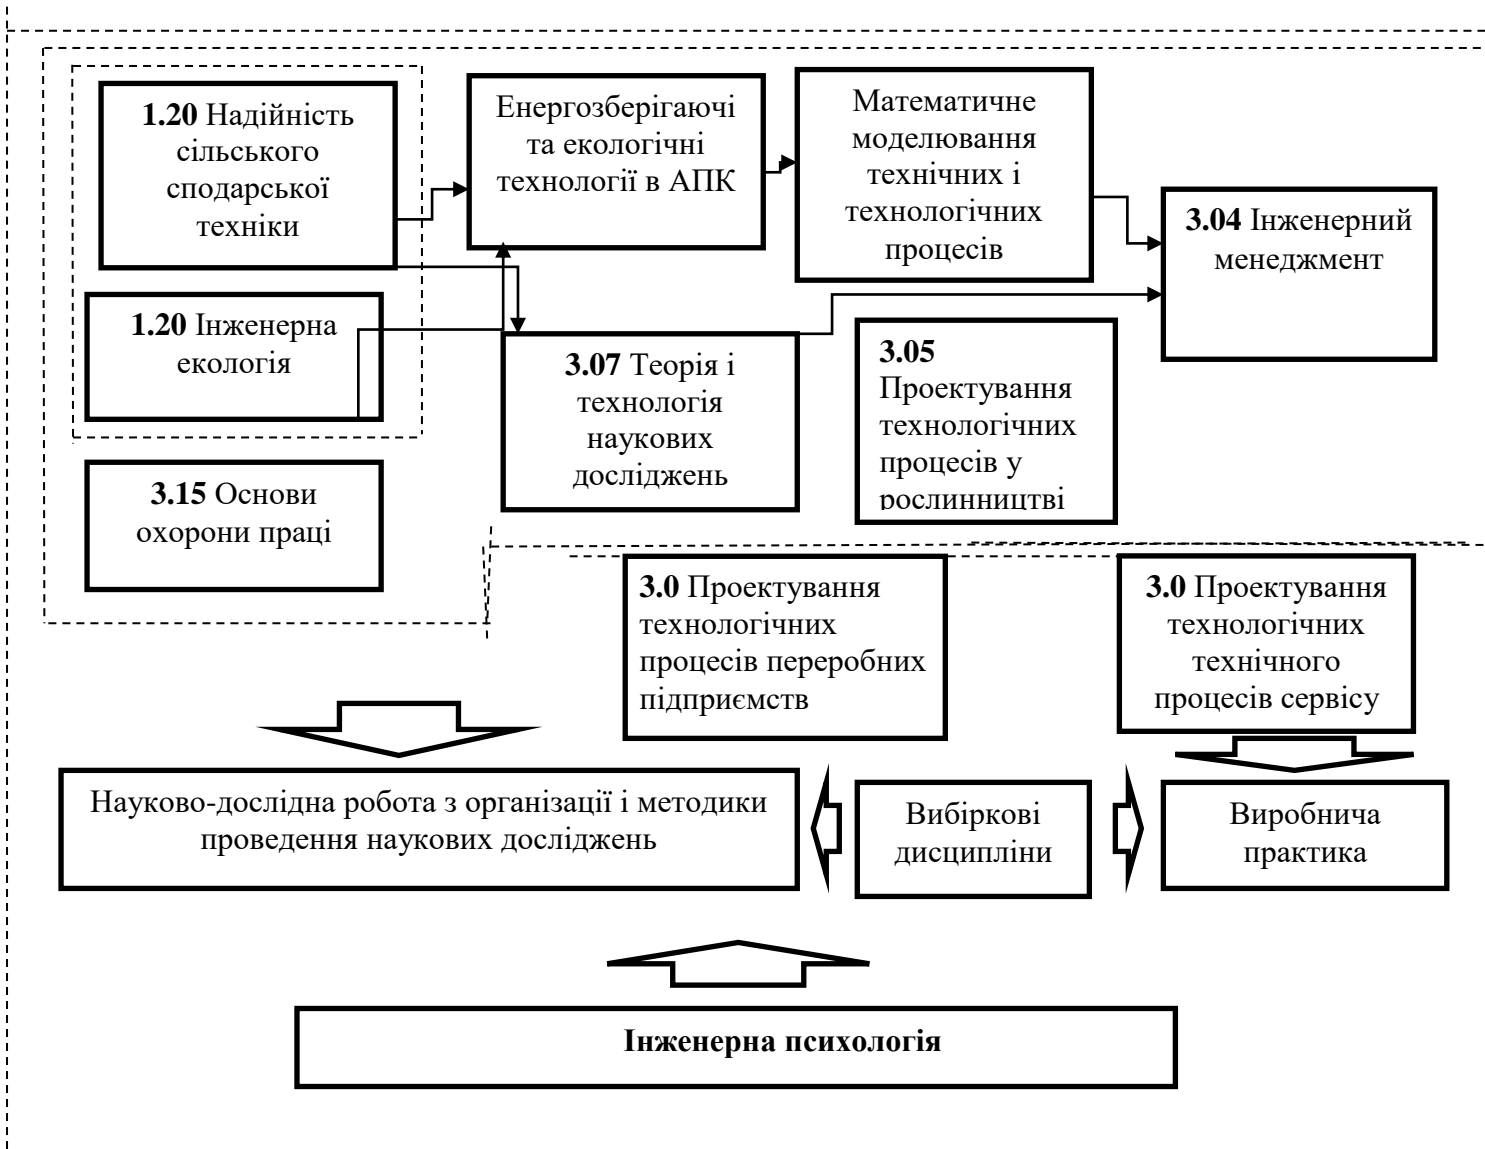 1.20 Надійність
сільського
сподарської
техніки
Енергозберігаючі
та екологічні
технології в АПК
Математичне
моделювання
технічних і
технологічних
процесів
3.04 Інженерний
менеджмент
1.20 Інженерна
екологія
3.07 Теорія і
технологія
наукових
досліджень
3.05
Проектування
технологічних
процесів у
рослинництві
3.15 Основи
охорони праці
3.0 Проектування
технологічних
процесів переробних
підприємств
3.0 Проектування
технологічних
технічного
процесів сервісу
Науково-дослідна робота з організації і методики
проведення наукових досліджень
Вибіркові
дисципліни
Виробнича
практика
Інженерна психологія